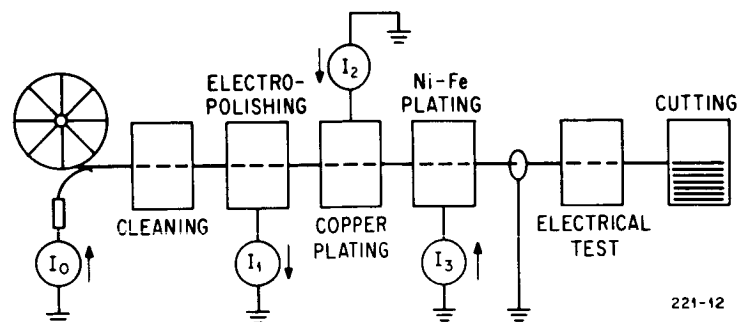 I2
ELECTRO-
POLISHING
Ni-Fe
PLATING
CUTTING
CLEANING
COPPER
PLATING
ELECTRICAL
TEST
I0
I1
I3
221-12